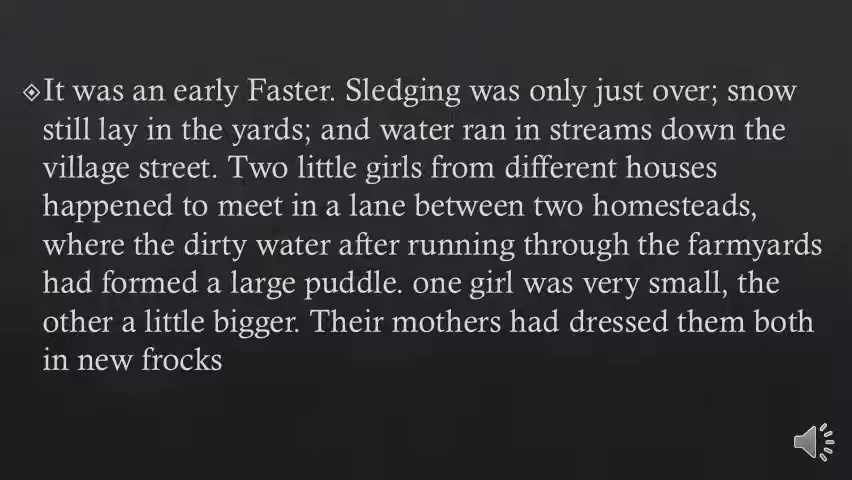 It was an early Faster. Sledging was only just over; snow
still lay in the yards; and water ran in streams down the
village street. Two little girls from different houses
happened to meet in a lane between two homesteads,
where the dirty water after running through the farmyards
had formed a large puddle. one girl was very small, the
other a little bigger. Their mothers had dressed them both
in new frocks